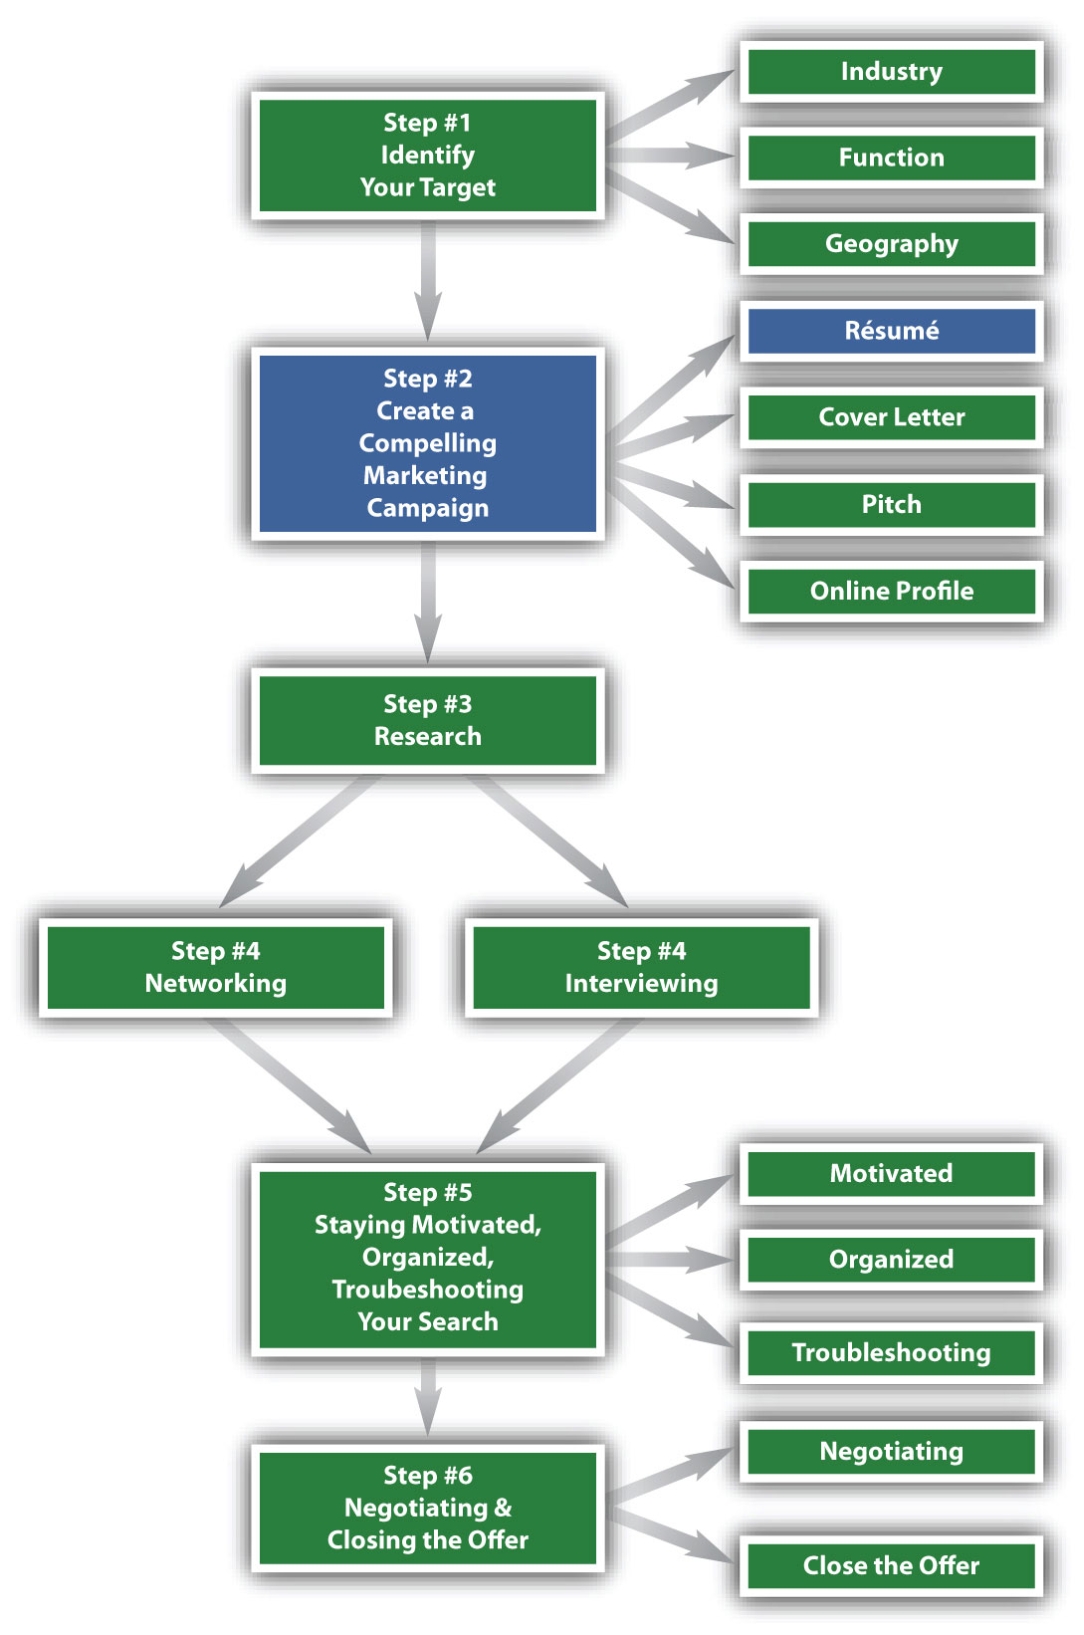 Step #1
Identify
Your Target
Industry
Function
Geography
Step #2
Create a
Compelling
Marketing
Campaign
Résumé
Cover Letter
Pitch
Online Profile
Step #3
Research
Step #4
Networking
Step #4
Interviewing
Step #5
Staying Motivated,
Organized,
Troubeshooting
Your Search
Motivated
Organized
Troubleshooting
Step #6
Negotiating &
Closing the Offer
Negotiating
Close the Offer